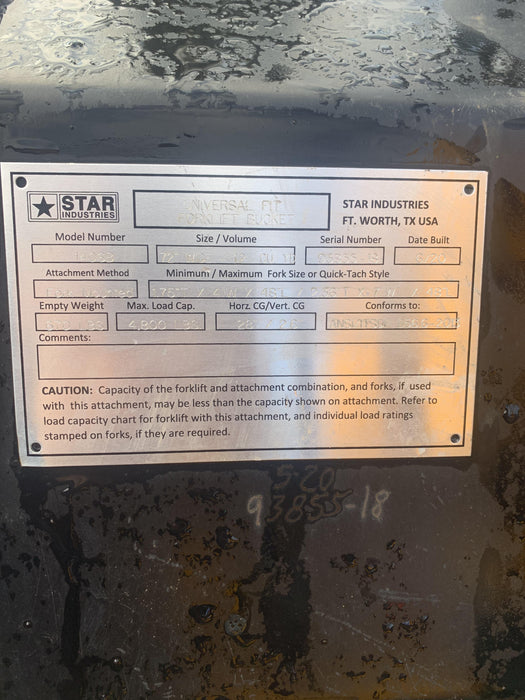 STAR
INDUSTRIES
UNIVERSAL FIT
FORKLIFT BUCKET
STAR INDUSTRIES
FT. WORTH, TX USA
Model Number
Size / Volume
Serial Number
Date Built
Attachment Method
Minimum / Maximum Fork Size or Quick-Tach Style
Empty Weight
Max. Load Cap.
Horz. CG/Vert. CG
Conforms to:
4,800 LBS
Comments:
CAUTION: Capacity of the forklift and attachment combination, and forks, if used
with this attachment, may be less than the capacity shown on attachment. Refer to
load capacity chart for forklift with this attachment, and individual load ratings
stamped on forks, if they are required.
5-20
93855-18